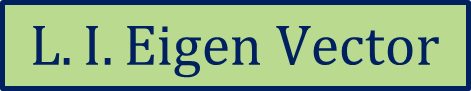 L. I. Eigen Vector